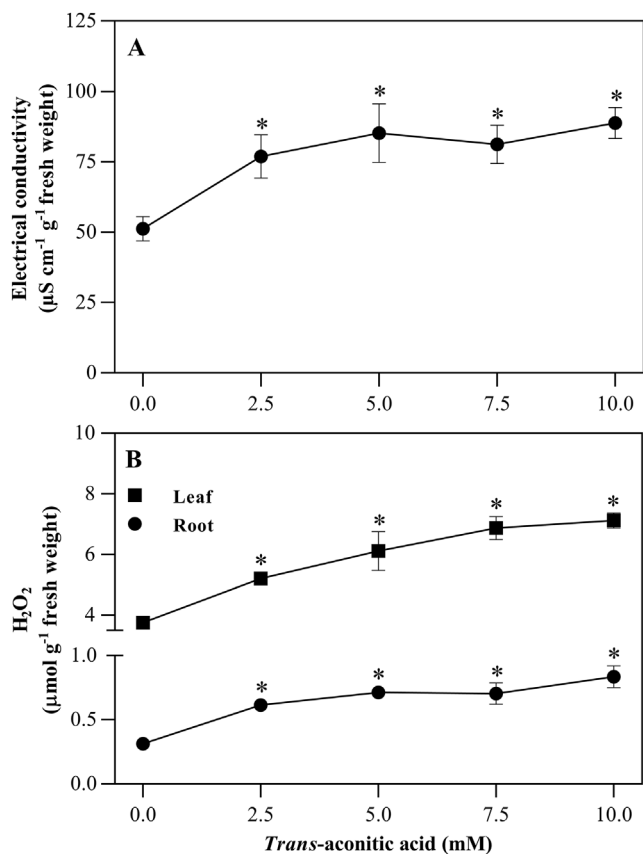 A
Electrical conductivity
(µS cm⁻¹ g⁻¹ fresh weight)
125
100
75
50
25
0
* * * *
0.0 2.5 5.0 7.5 10.0
B
Leaf
Root
H₂O₂
(µmol g⁻¹ fresh weight)
10
8
6
4
1.0
0.5
0.0
* * * *
* * * *
0.0 2.5 5.0 7.5 10.0
Trans-aconitic acid (mM)